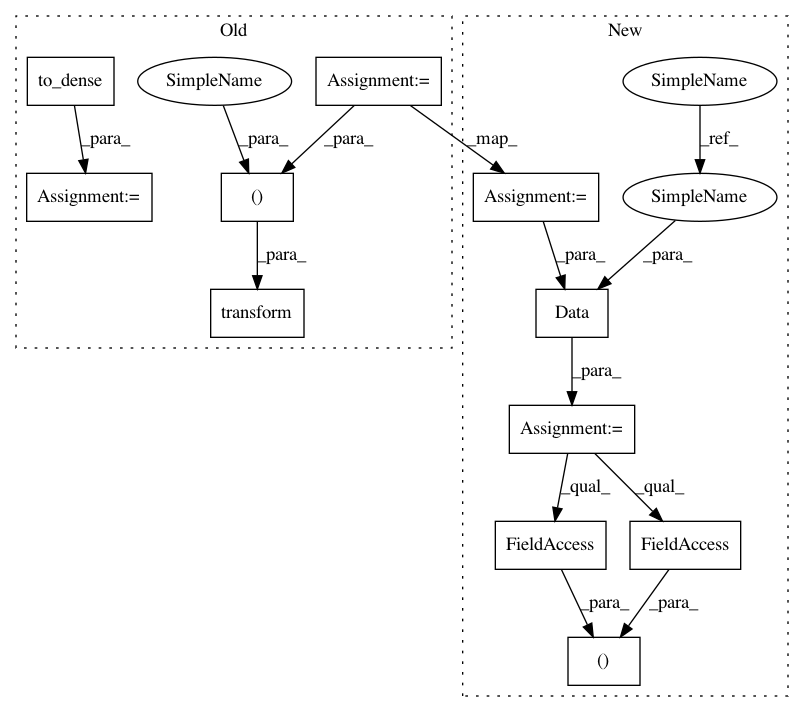 Old
New
to_dense
SimpleName
Assignment:=
SimpleName
_para_
_para_
_para_
_map_
_ref_
Assignment:=
()
Assignment:=
SimpleName
_para_
_para_
_para_
transform
Data
_para_
Assignment:=
_qual_
_qual_
FieldAccess
FieldAccess
_para_
_para_
()